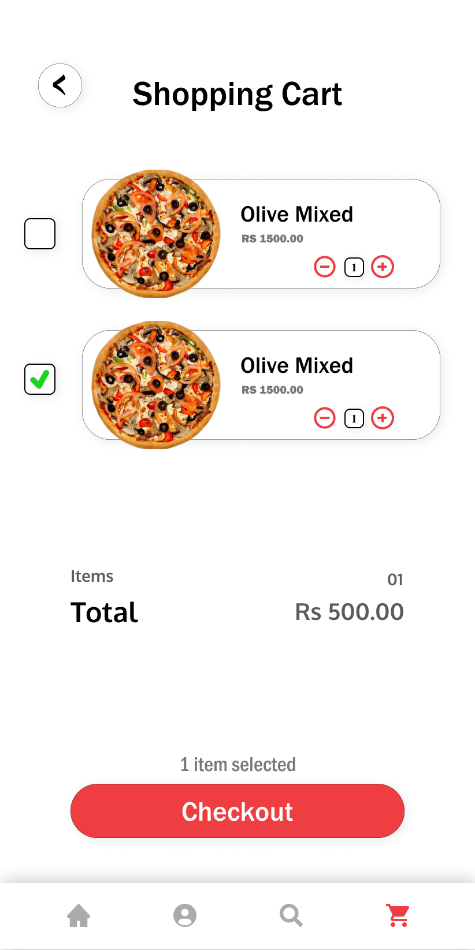 Shopping Cart
Olive Mixed
RS 1500.00
1
Olive Mixed
RS 1500.00
1
Items 01
Total Rs 500.00
1 item selected
Checkout